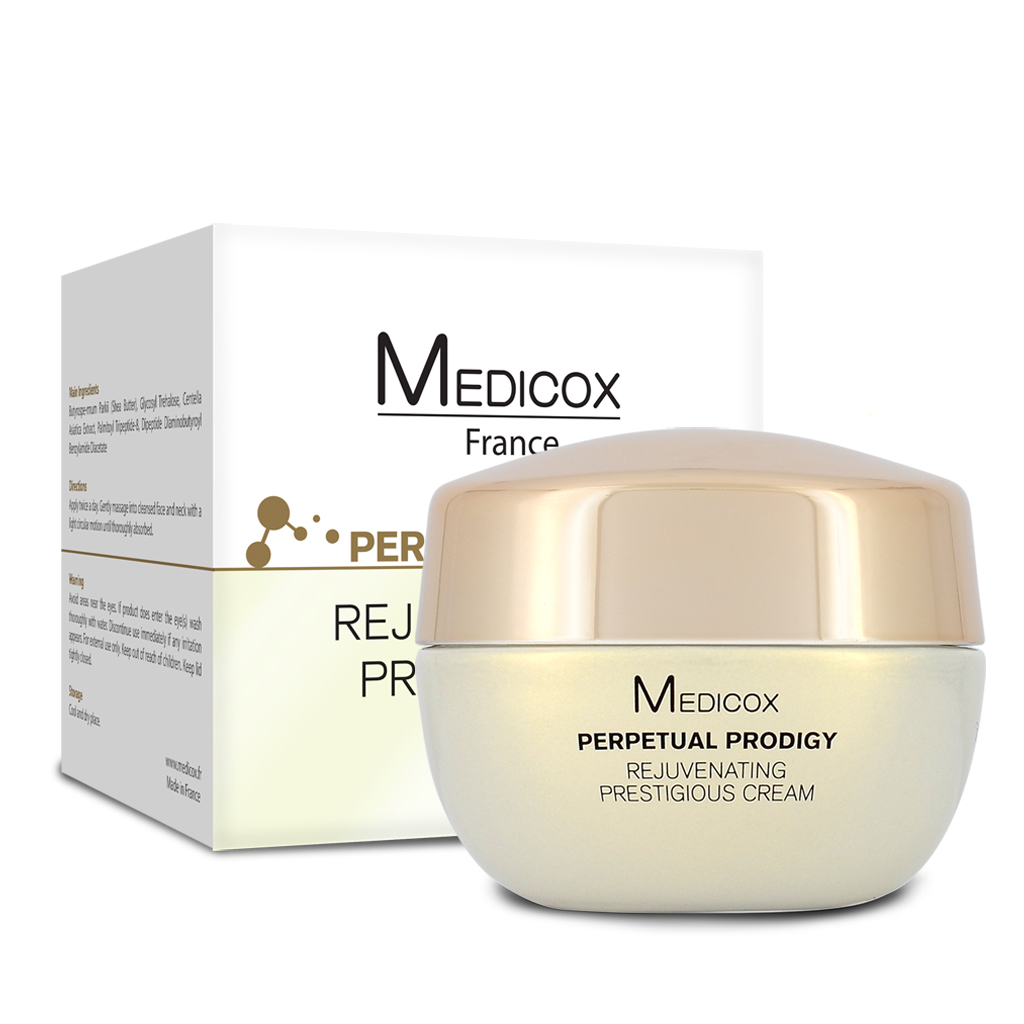 Main Ingredients
Butyrospe-rmum Parkii (Shea Butter), Glycosyl Trehalose, Centella
Asiatica Extract, Palmitoyl Tripeptide-8, Dipeptide Diaminobutyroyl
Benzylamide Diacetate
Directions
Apply twice a day. Gently massage into cleansed face and neck with a
light circular motion until thoroughly absorbed.
Warning
Avoid areas near the eyes. If product does enter the eye(s) wash
thoroughly with water. Discontinue use immediately if any irritation
appears. For external use only. Keep out of reach of children. Keep lid
tightly closed.
Storage
Cool and dry place.
www.medicox.fr
Made in France
MEDICOX
France
PER
REJ
PR
MEDICOX
PERPETUAL PRODIGY
REJUVENATING
PRESTIGIOUS CREAM